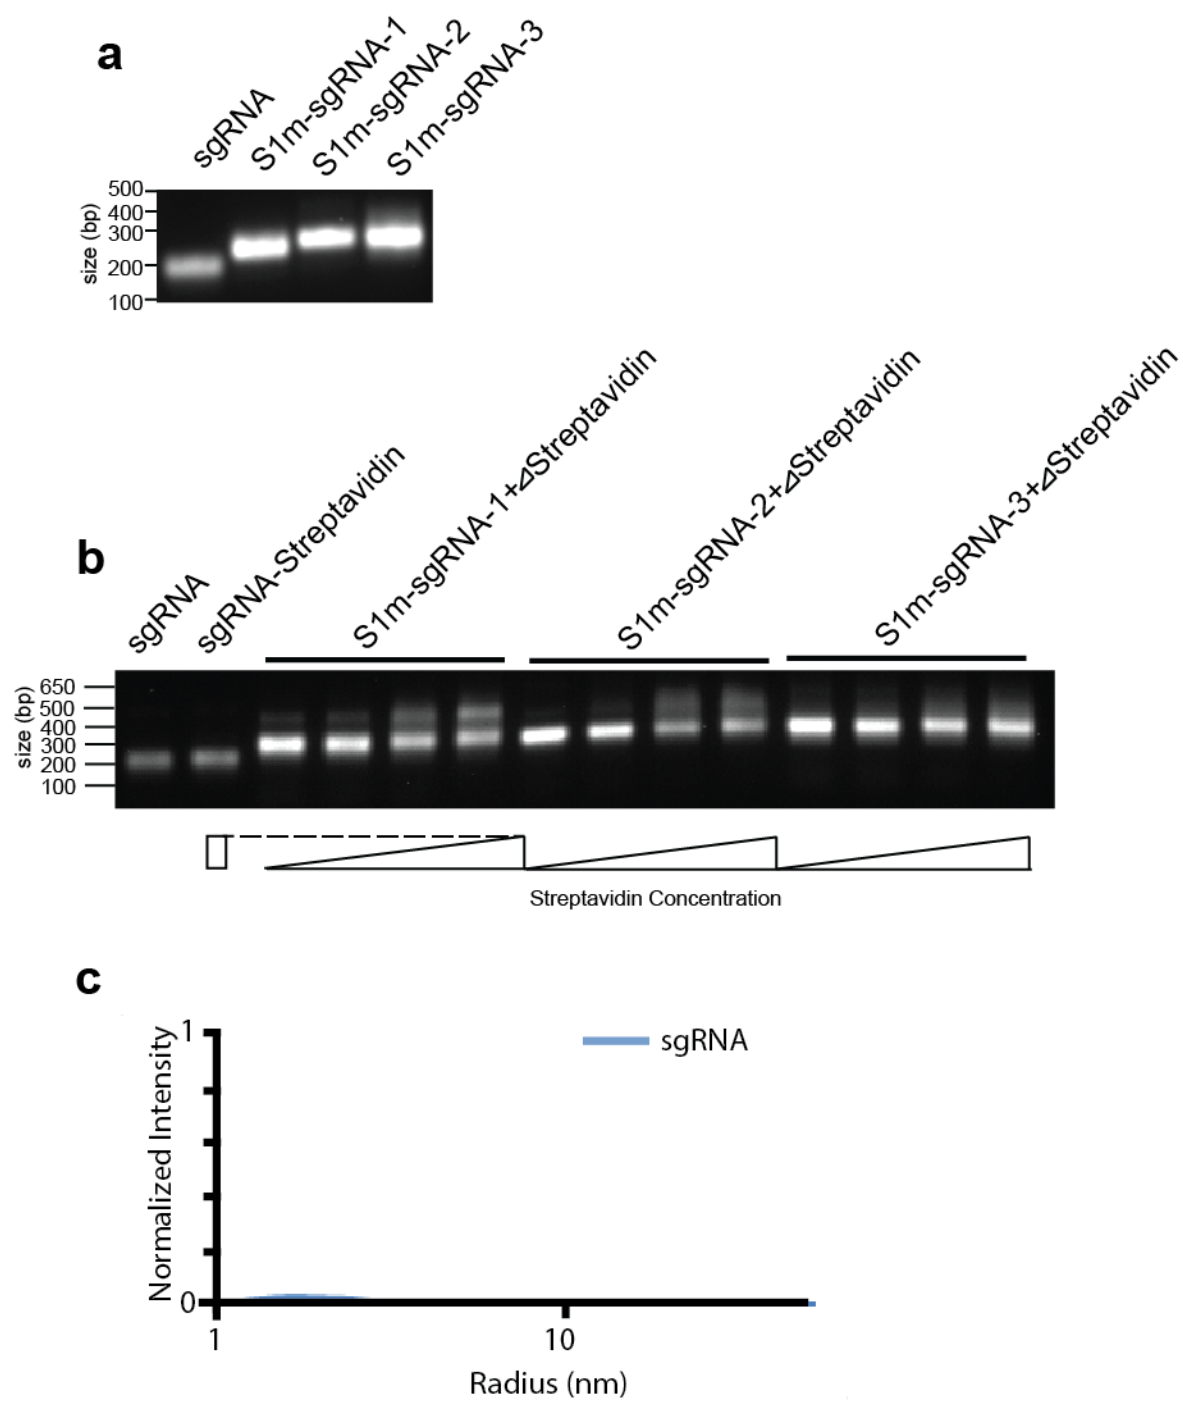 a
sgRNA
S1m-sgRNA-1
S1m-sgRNA-2
S1m-sgRNA-3
size (bp)
500
400
300
200
100
b
sgRNA
sgRNA-Streptavidin
S1m-sgRNA-1+⊿Streptavidin
S1m-sgRNA-2+⊿Streptavidin
S1m-sgRNA-3+⊿Streptavidin
size (bp)
650
500
400
300
200
100
Streptavidin Concentration
c
Normalized Intensity
1
0
sgRNA
1
10
Radius (nm)